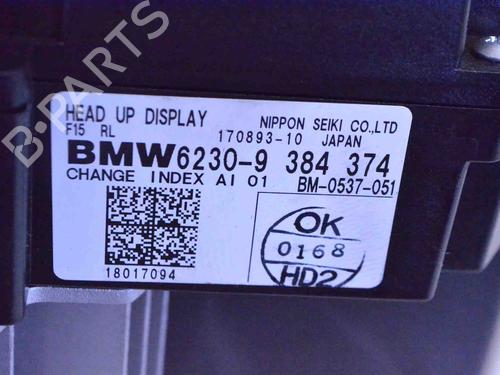 HEAD UP DISPLAY
NIPPON SEIKI CO.,LTD
F15 RL
170893-10 JAPAN
BMW 6230-9 384 374
CHANGE INDEX AI 01
BM-0537-051
OK
0168
HD2
18017094
B-PARTS
B-PARTS